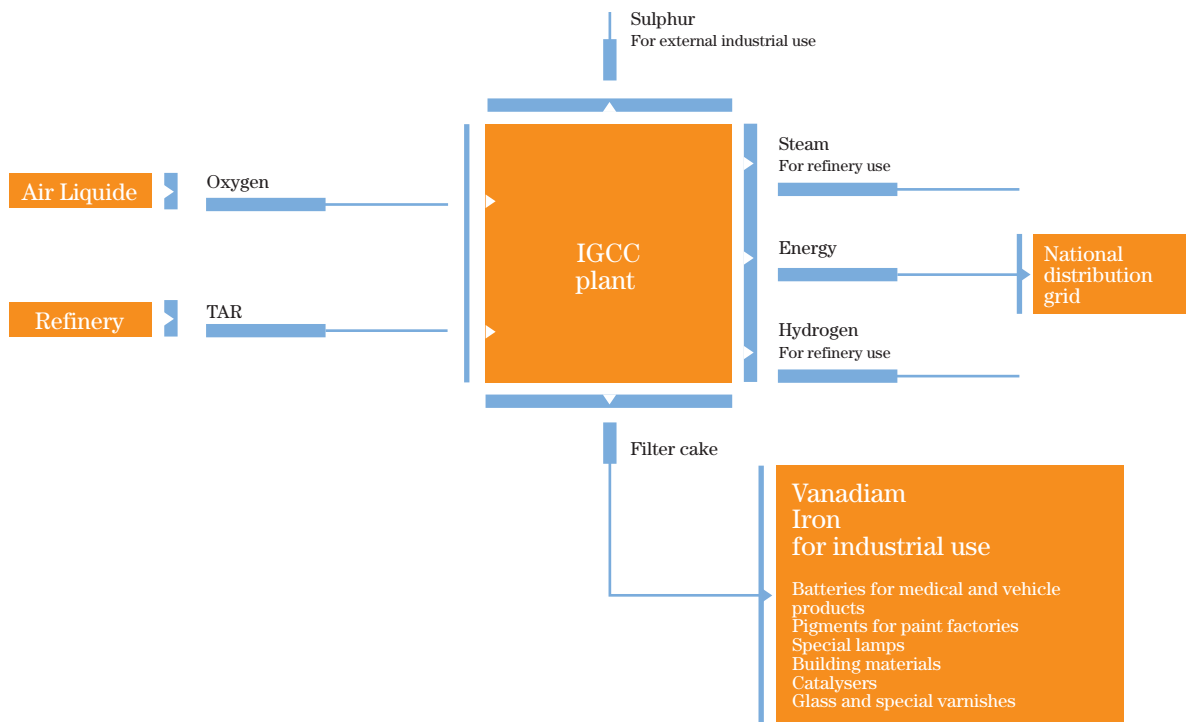 Sulphur
For external industrial use
Air Liquide
Oxygen
Refinery
TAR
IGCC
plant
Steam
For refinery use
Energy
National
distribution
grid
Hydrogen
For refinery use
Filter cake
Vanadiam
Iron
for industrial use
Batteries for medical and vehicle
products
Pigments for paint factories
Special lamps
Building materials
Catalysers
Glass and special varnishes